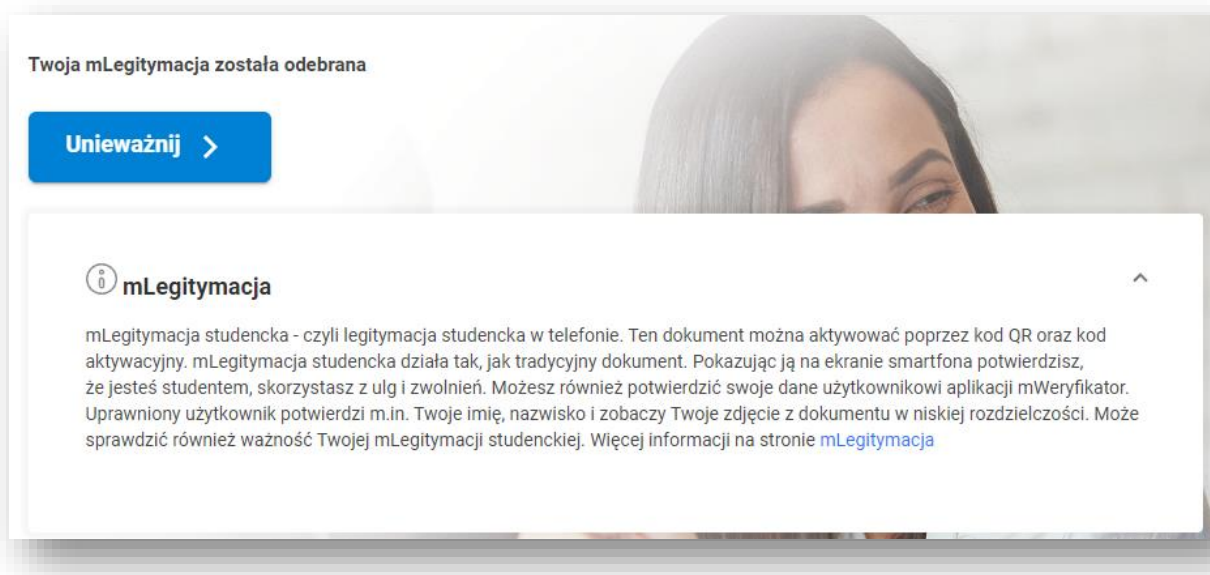 Twoja mLegitymacja została odebrana
Unieważnij
mLegitymacja
mLegitymacja studencka - czyli legitymacja studencka w telefonie. Ten dokument można aktywować poprzez kod QR oraz kod
aktywacyjny. mLegitymacja studencka działa tak, jak tradycyjny dokument. Pokazując ją na ekranie smartfona potwierdzisz,
że jesteś studentem, skorzystasz z ulg i zwolnień. Możesz również potwierdzić swoje dane użytkownikowi aplikacji mWeryfikator.
Uprawniony użytkownik potwierdzi m.in. Twoje imię, nazwisko i zobaczy Twoje zdjęcie z dokumentu w niskiej rozdzielczości. Może
sprawdzić również ważność Twojej mLegitymacji studenckiej. Więcej informacji na stronie mLegitymacja